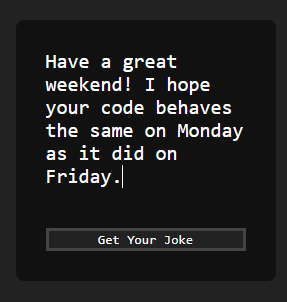 Have a great
weekend! I hope
your code behaves
the same on Monday
as it did on
Friday.
Get Your Joke